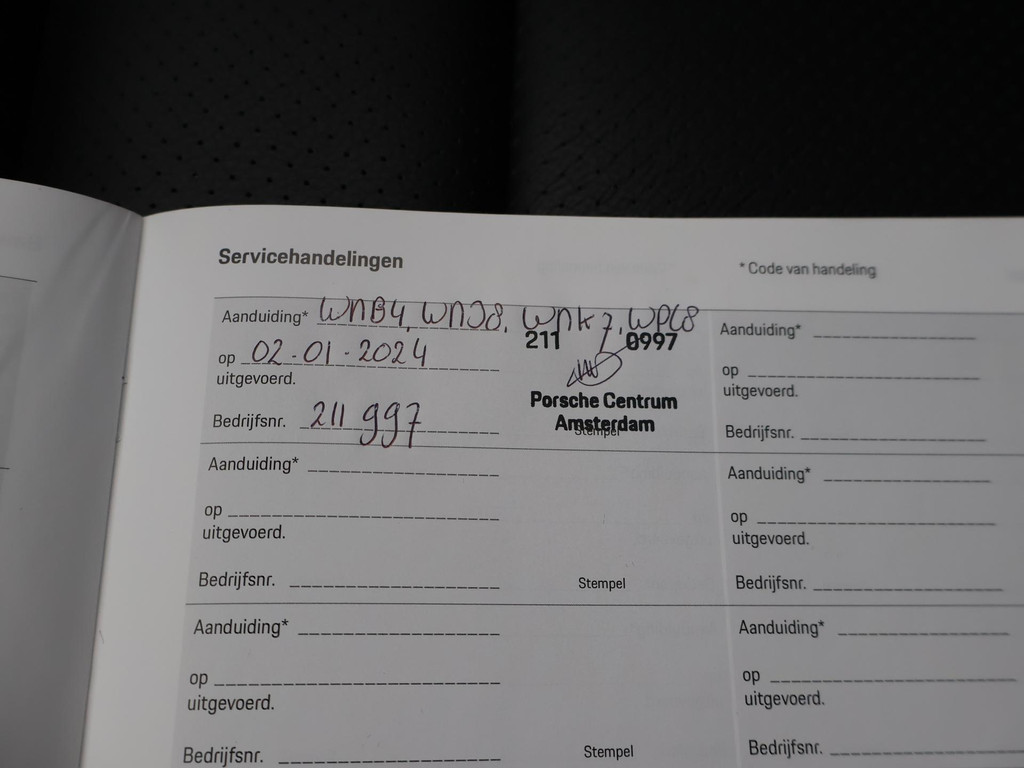 Servicehandelingen
* Code van handeling
Aanduiding* WNB4, WNJ8, WNK7, WPL8
op 02-01-2024
uitgevoerd.
Bedrijfsnr. 211 997
211 0997
Porsche Centrum
Amsterdam
Stempel
Aanduiding*
op
uitgevoerd.
Bedrijfsnr.
Aanduiding*
op
uitgevoerd.
Bedrijfsnr.
Stempel
Aanduiding*
op
uitgevoerd.
Bedrijfsnr.
Aanduiding*
op
uitgevoerd.
Bedrijfsnr.
Stempel
Aanduiding*
op
uitgevoerd.
Bedrijfsnr.